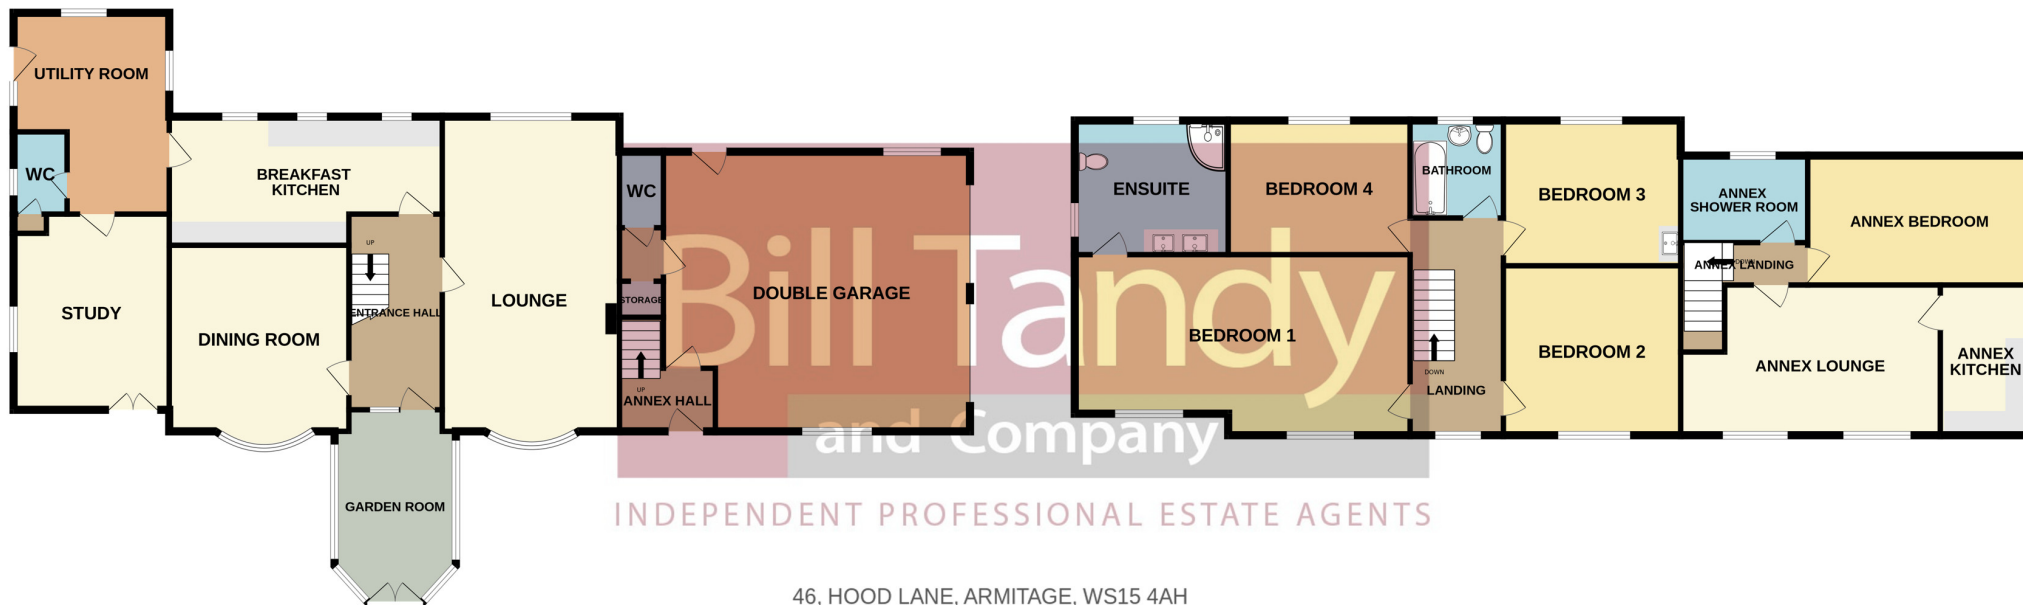 UTILITY ROOM
WC
STUDY
BREAKFAST
KITCHEN
DINING ROOM
UP
ENTRANCE HALL
LOUNGE
GARDEN ROOM
WC
STORAGE
UP
ANNEX HALL
DOUBLE GARAGE
ENSUITE
BEDROOM 4
BATHROOM
BEDROOM 3
BEDROOM 1
DOWN
LANDING
BEDROOM 2
ANNEX
SHOWER ROOM
ANNEX BEDROOM
DOWN
ANNEX LANDING
ANNEX LOUNGE
ANNEX
KITCHEN
Bill Tandy
and Company
INDEPENDENT PROFESSIONAL ESTATE AGENTS
46, HOOD LANE, ARMITAGE, WS15 4AH